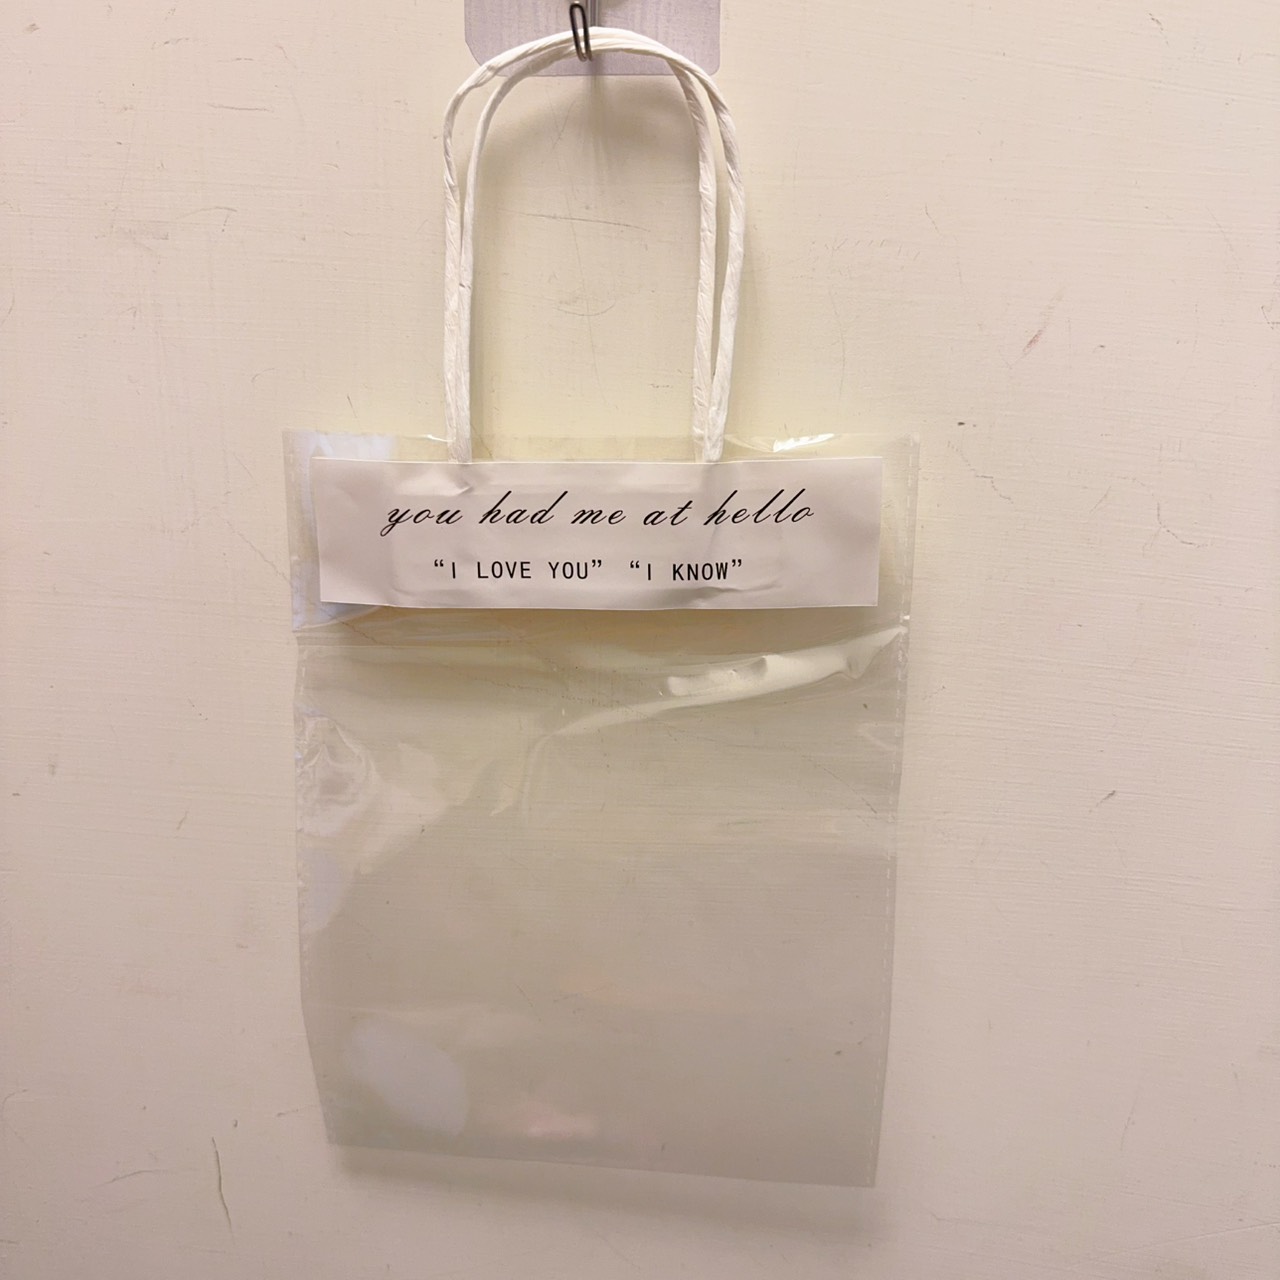 you had me at hello
“I LOVE YOU” “I KNOW”